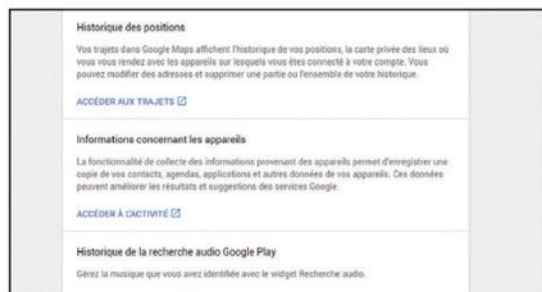 Historique des positions
Vos trajets dans Google Maps affichent l'historique de vos positions, la carte privée des lieux où
vous vous rendez avec les appareils sur lesquels vous êtes connecté à votre compte. Vous
pouvez modifier des adresses et supprimer une partie ou l'ensemble de votre historique.
ACCÉDER AUX TRAJETS
Informations concernant les appareils
La fonctionnalité de collecte des informations provenant des appareils permet d'enregistrer une
copie de vos contacts, agendas, applications et autres données de vos appareils. Ces données
peuvent améliorer les résultats et suggestions des services Google.
ACCÉDER À L'ACTIVITÉ
Historique de la recherche audio Google Play
Gérez la musique que vous avez identifiée avec le widget Recherche audio.